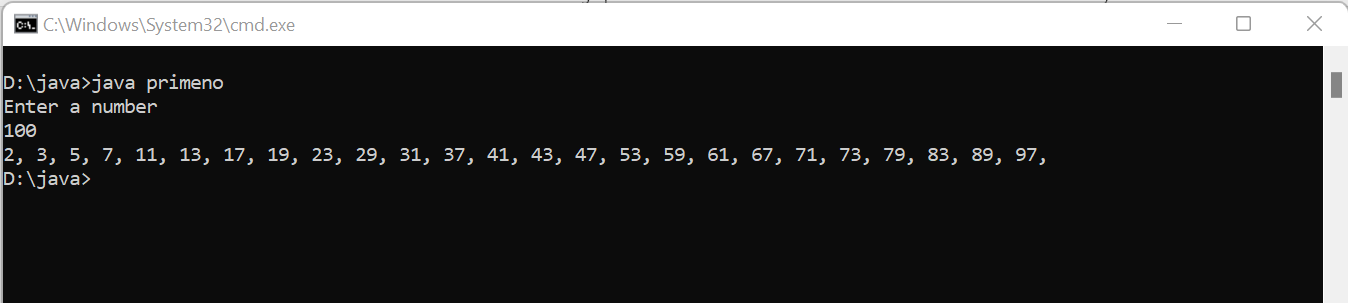 C:\Windows\System32\cmd.exe
D:\java>java primeno
Enter a number
100
2, 3, 5, 7, 11, 13, 17, 19, 23, 29, 31, 37, 41, 43, 47, 53, 59, 61, 67, 71, 73, 79, 83, 89, 97,
D:\java>